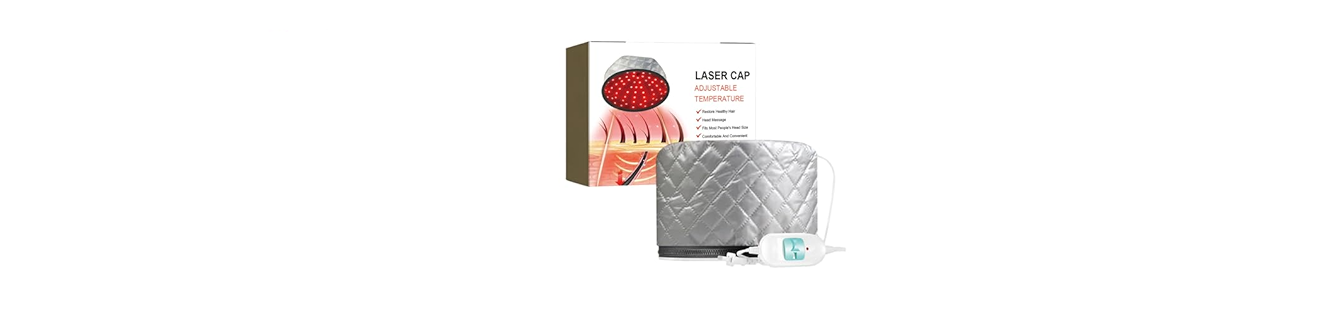 LASER CAP
ADJUSTABLE
TEMPERATURE
Restore Healthy Hair
Head Massage
Fits Most People's Head Size
Comfortable And Convenient